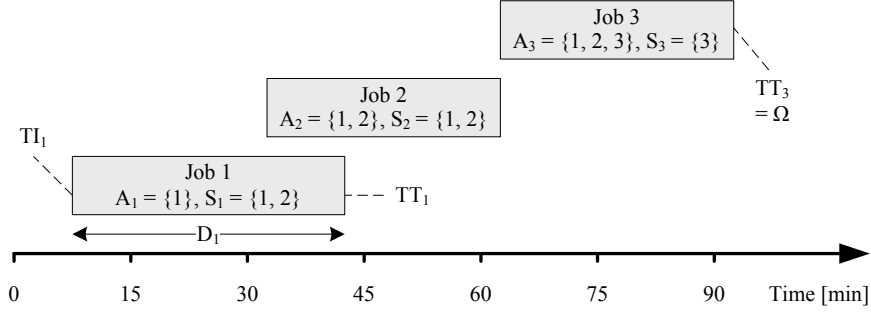 Job 3
A₃ = {1, 2, 3}, S₃ = {3}
TT₃
= Ω
Job 2
A₂ = {1, 2}, S₂ = {1, 2}
TI₁
Job 1
A₁ = {1}, S₁ = {1, 2}
TT₁
D₁
0 15 30 45 60 75 90 Time [min]